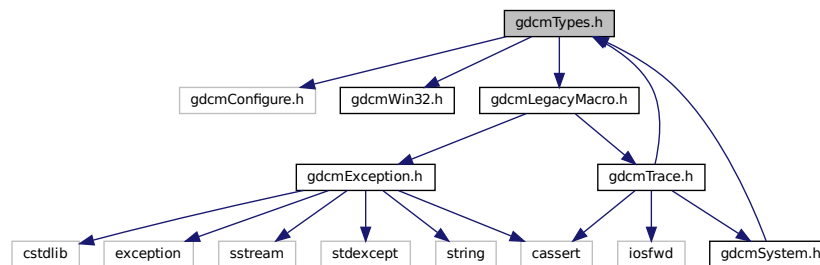 gdcmTypes.h
gdcmConfigure.h
gdcmWin32.h
gdcmLegacyMacro.h
gdcmException.h
gdcmTrace.h
cstdlib
exception
sstream
stdexcept
string
cassert
iosfwd
gdcmSystem.h